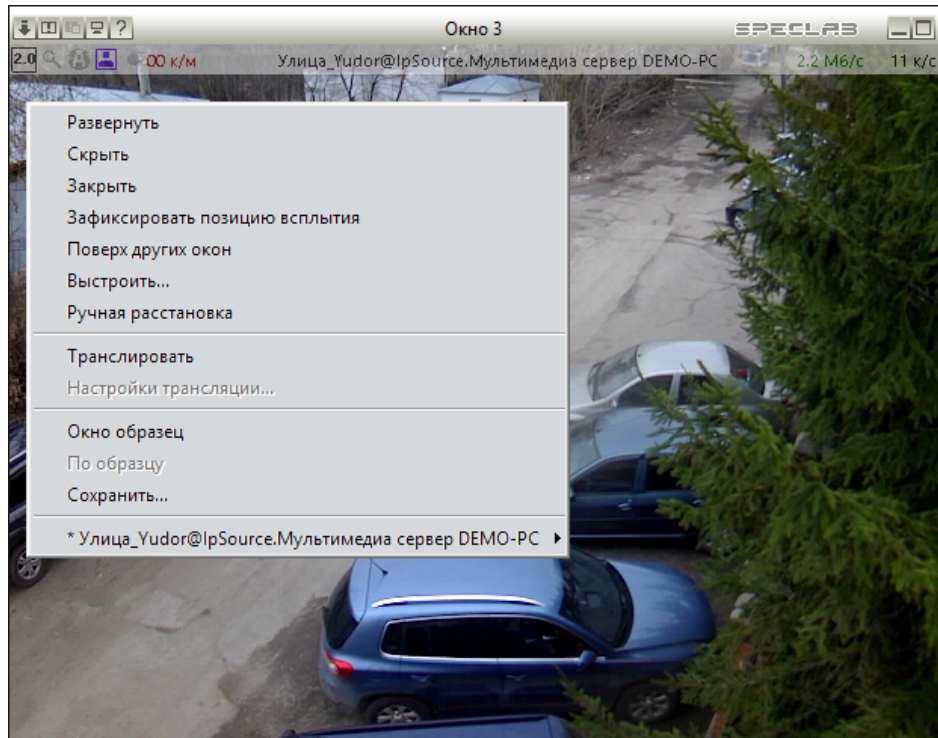 ? Окно 3 SPECLAB
2.0 00 к/м Улица_Yudor@IpSource.Мультимедиа сервер DEMO-PC 2.2 Мб/с 11 к/с
Развернуть
Скрыть
Закрыть
Зафиксировать позицию всплытия
Поверх других окон
Выстроить...
Ручная расстановка
Транслировать
Настройки трансляции...
Окно образец
По образцу
Сохранить...
* Улица_Yudor@IpSource.Мультимедиа сервер DEMO-PC